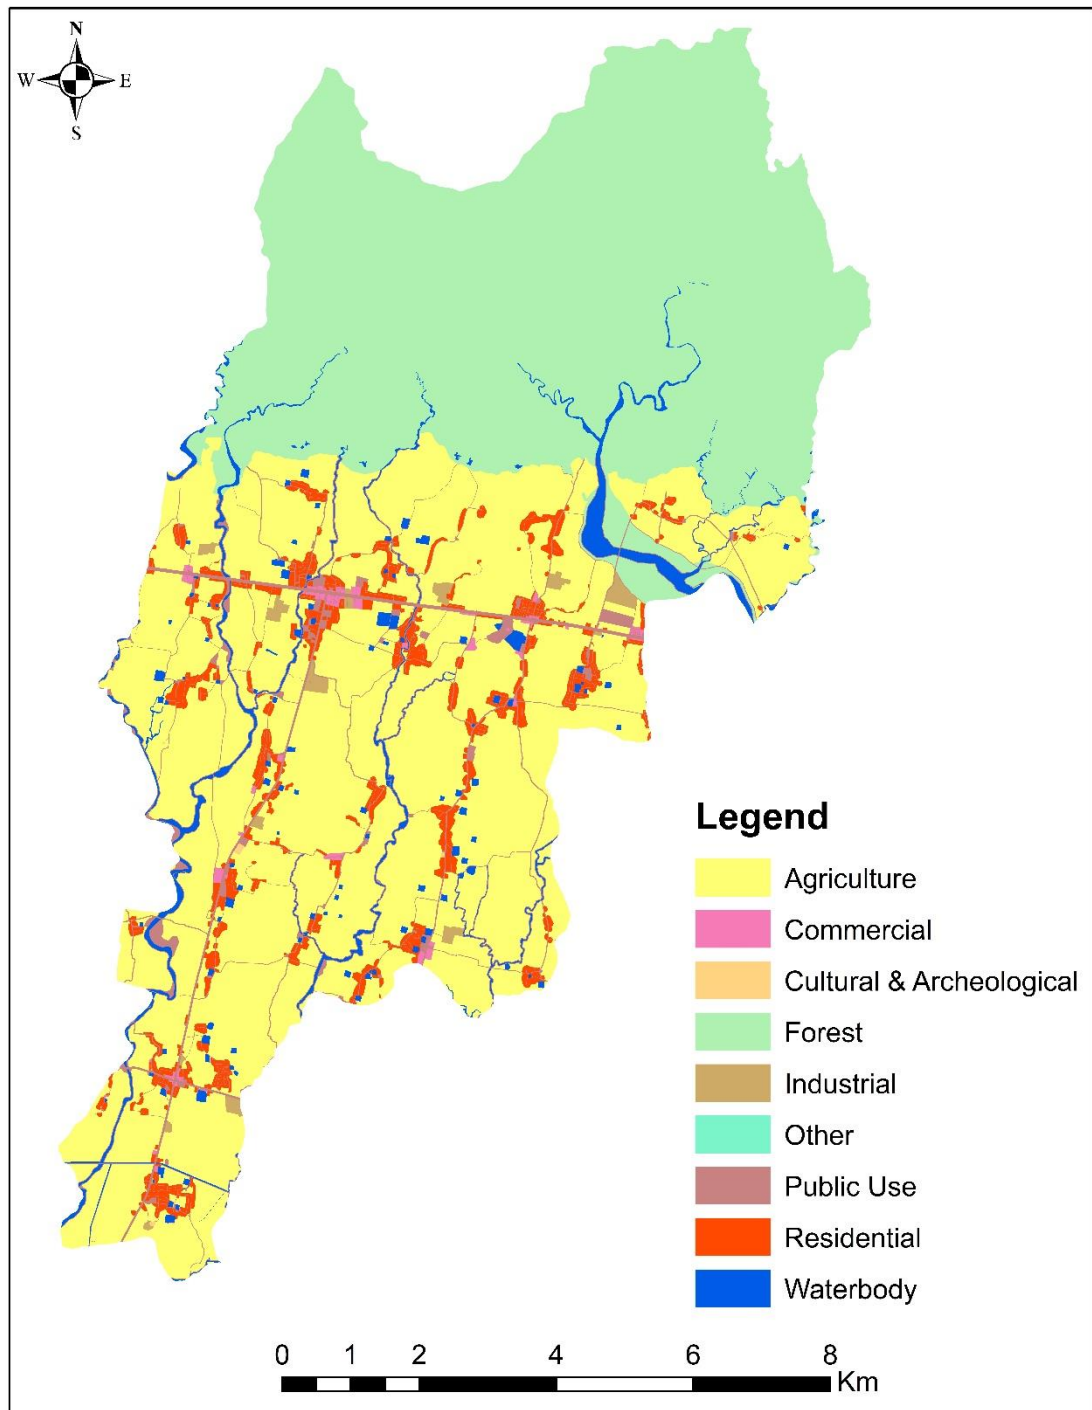 N
W E
S
Legend
Agriculture
Commercial
Cultural & Archeological
Forest
Industrial
Other
Public Use
Residential
Waterbody
0 1 2 4 6 8
Km